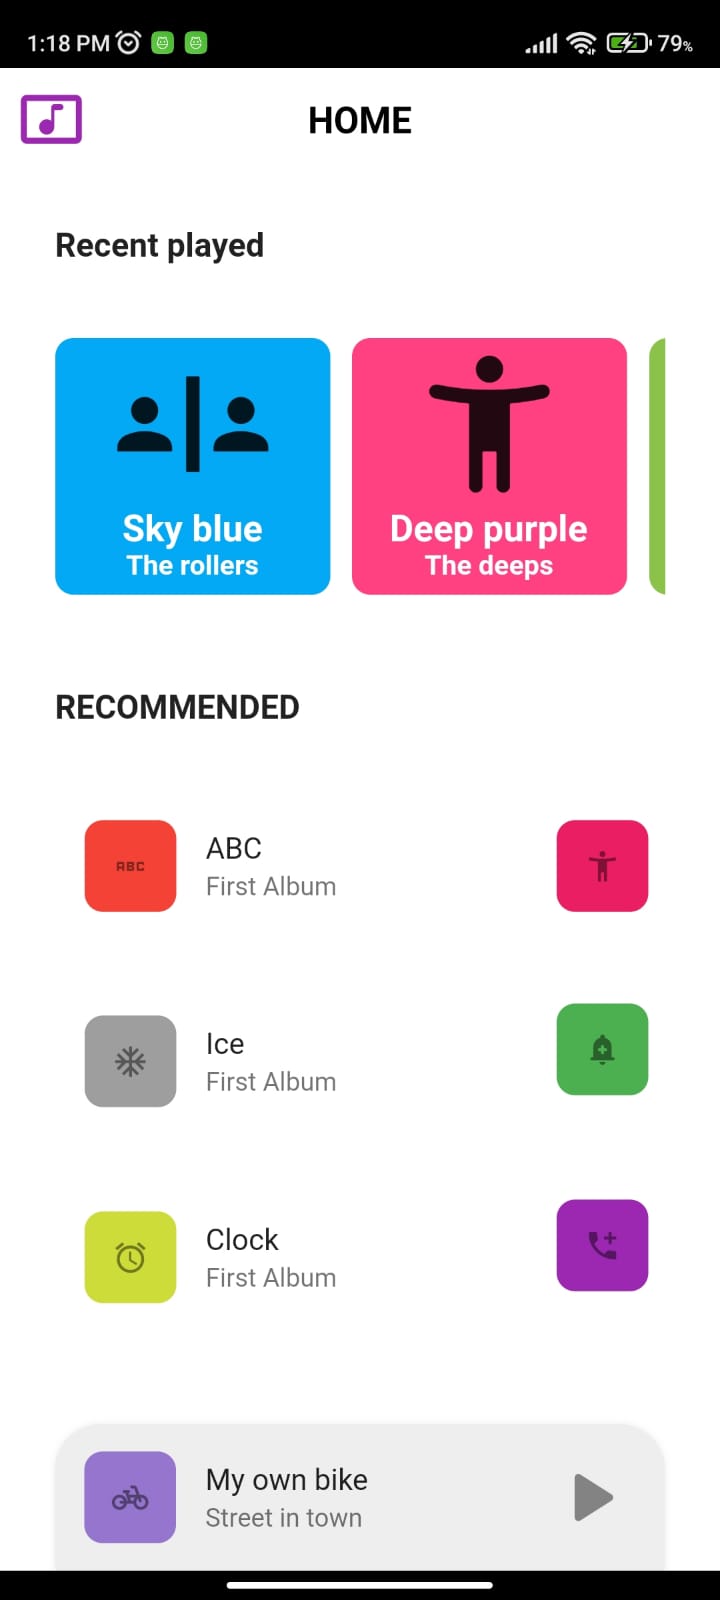 1:18 PM 79%
HOME
Recent played
Sky blue
The rollers
Deep purple
The deeps
RECOMMENDED
ABC
ABC
First Album
Ice
First Album
Clock
First Album
My own bike
Street in town